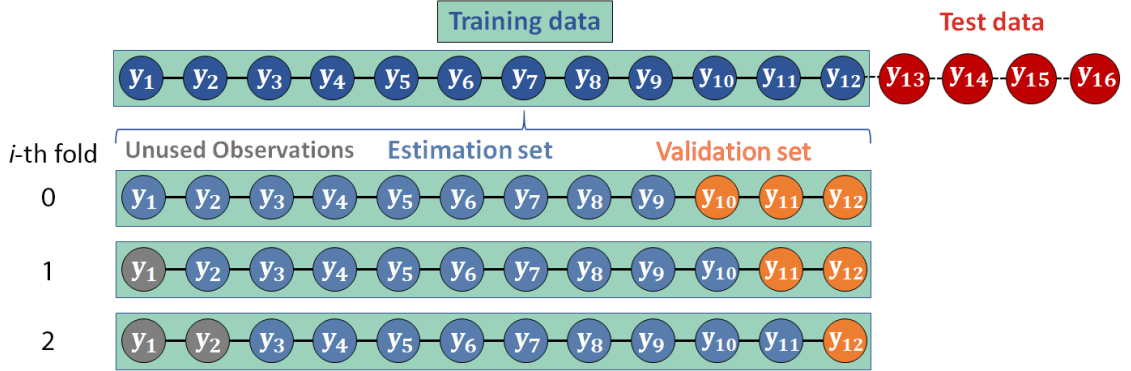 Training data Test data
y1 y2 y3 y4 y5 y6 y7 y8 y9 y10 y11 y12 y13 y14 y15 y16
i-th fold Unused Observations Estimation set Validation set
0 y1 y2 y3 y4 y5 y6 y7 y8 y9 y10 y11 y12
1 y1 y2 y3 y4 y5 y6 y7 y8 y9 y10 y11 y12
2 y1 y2 y3 y4 y5 y6 y7 y8 y9 y10 y11 y12